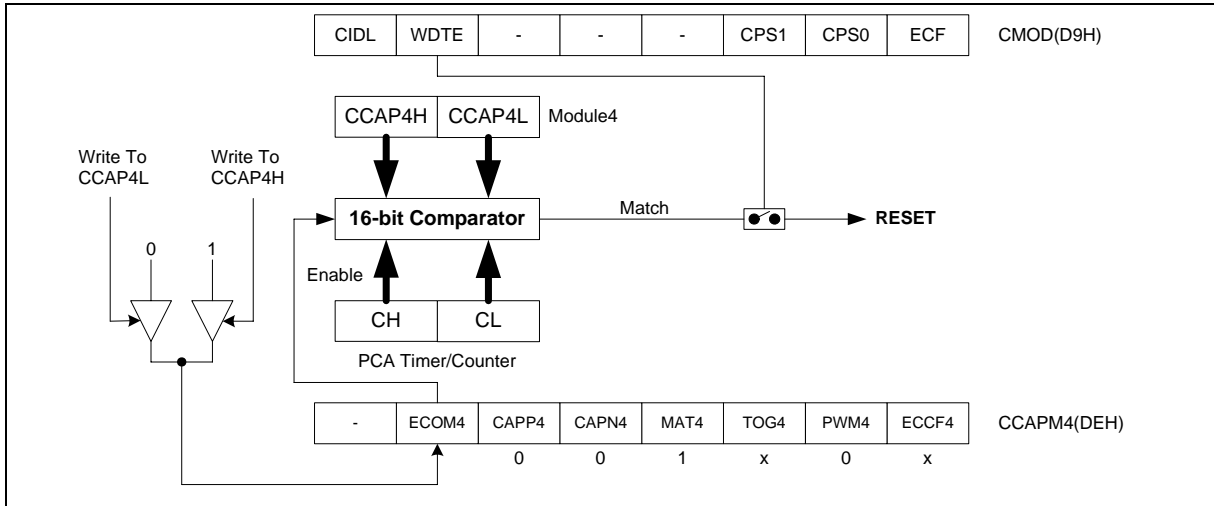 CIDL WDTE - - - CPS1 CPS0 ECF CMOD(D9H)
CCAP4H CCAP4L Module4
Write To CCAP4L
Write To CCAP4H
16-bit Comparator
Match
RESET
0 1
Enable
CH CL
PCA Timer/Counter
- ECOM4 CAPP4 CAPN4 MAT4 TOG4 PWM4 ECCF4 CCAPM4(DEH)
0 0 1 x 0 x